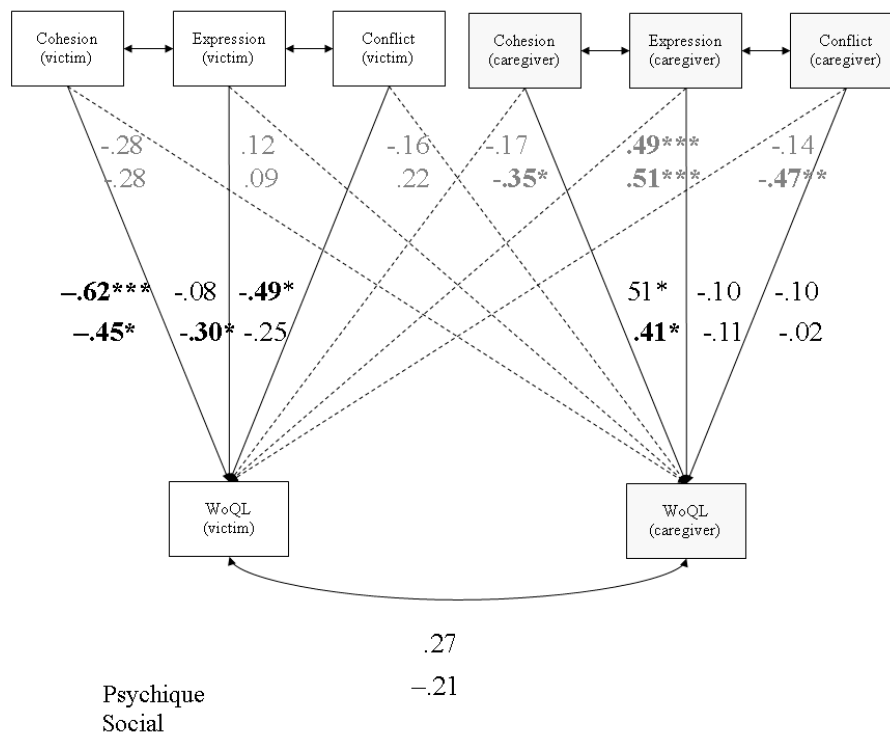 Cohesion
(victim)
Expression
(victim)
Conflict
(victim)
Cohesion
(caregiver)
Expression
(caregiver)
Conflict
(caregiver)
-.28 .12 -.16 -.17 .49*** -.14
-.28 .09 .22 -.35* .51*** -.47**
–.62*** -.08 -.49* 51* -.10 -.10
–.45* -.30* -.25 .41* -.11 -.02
WoQL
(victim)
WoQL
(caregiver)
.27
–.21
Psychique
Social